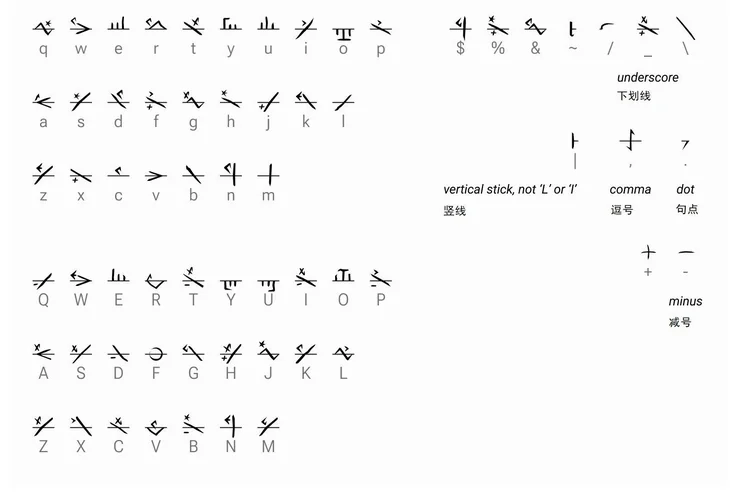 q w e r t y u i o p $ % & ~ / _ \
underscore
下划线
a s d f g h j k l
| , .
z x c v b n m
vertical stick, not ‘L’ or ‘I’ comma dot
竖线 逗号 句点
+ -
Q W E R T Y U I O P
minus
减号
A S D F G H J K L
Z X C V B N M